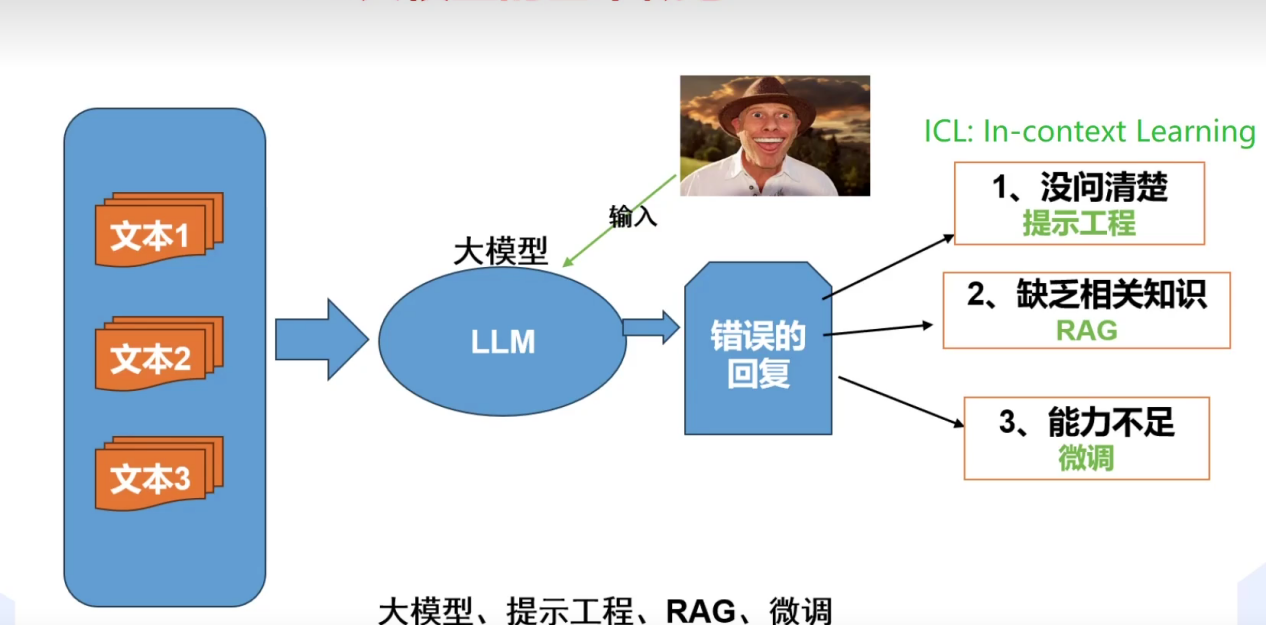 文本1
文本2
文本3
大模型
LLM
输入
错误的
回复
ICL: In-context Learning
1、没问清楚
提示工程
2、缺乏相关知识
RAG
3、能力不足
微调
大模型、提示工程、RAG、微调